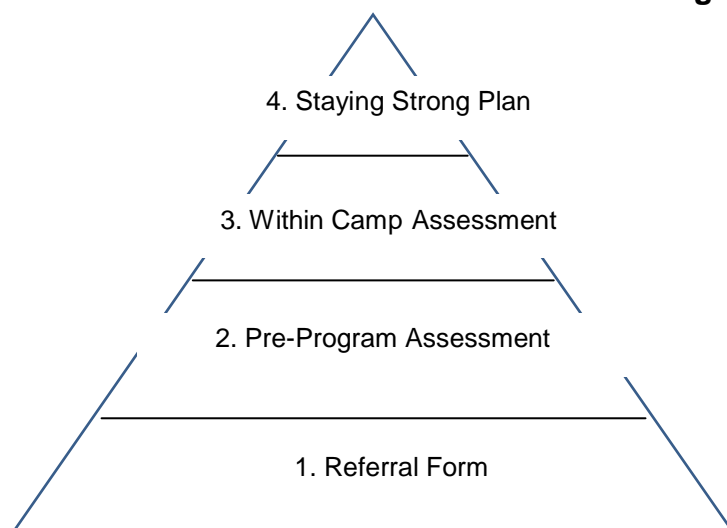 4. Staying Strong Plan
3. Within Camp Assessment
2. Pre-Program Assessment
1. Referral Form